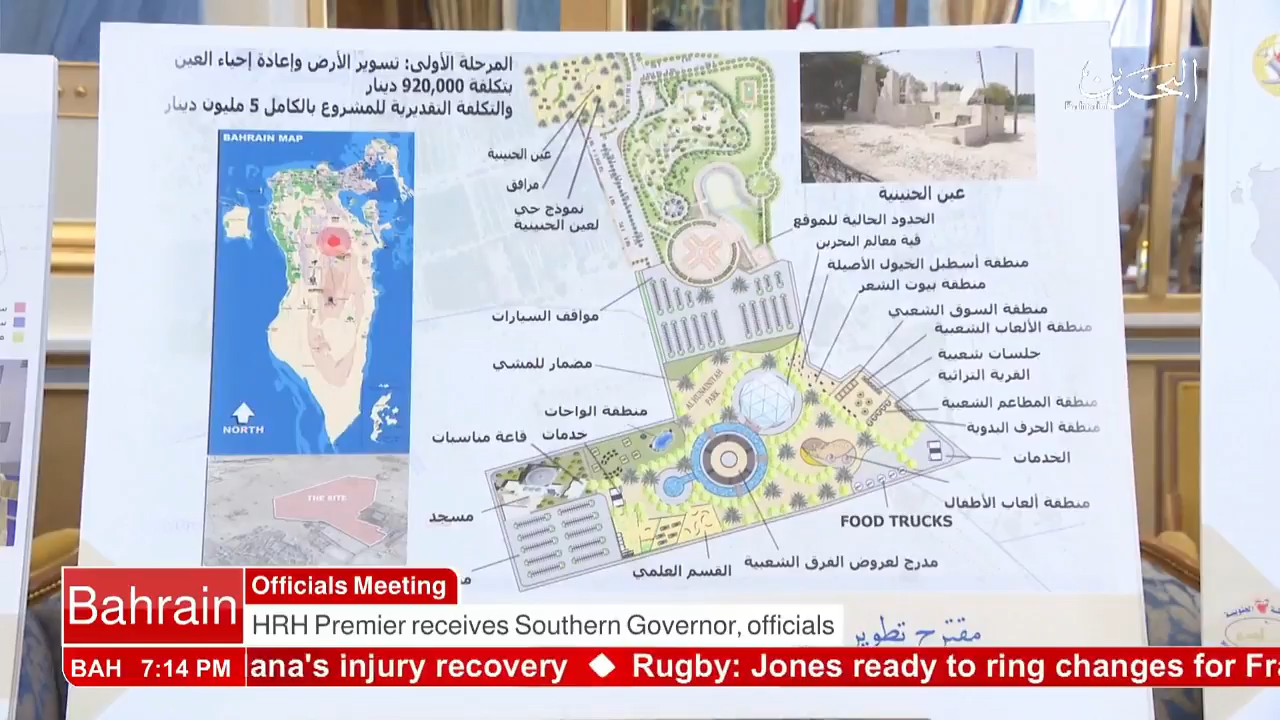 المرحلة الأولى: تسوير الأرض وإعادة إحياء العين
بتكلفة 920,000 دينار
والتكلفة التقديرية للمشروع بالكامل 5 مليون دينار
BAHRAIN MAP
NORTH
THE SITE
عين الحنينية
مرافق
نموذج حي
لعين الحنينية
مواقف السيارات
مضمار للمشي
منطقة الواحات
خدمات
قاعة مناسبات
مسجد
البحرين
عين الحنينية
الحدود الحالية للموقع
قبة معالم البحرين
منطقة أسطبل الخيول الأصيلة
منطقة بيوت الشعر
منطقة السوق الشعبي
منطقة الألعاب الشعبية
جلسات شعبية
القرية التراثية
منطقة المطاعم الشعبية
منطقة الحرف اليدوية
الخدمات
منطقة ألعاب الأطفال
FOOD TRUCKS
مدرج لعروض الفرق الشعبية
القسم العلمي
PARK
مقترح تطوير
Bahrain
Officials Meeting
HRH Premier receives Southern Governor, officials
BAH 7:14 PM
ana's injury recovery ◆ Rugby: Jones ready to ring changes for Fra